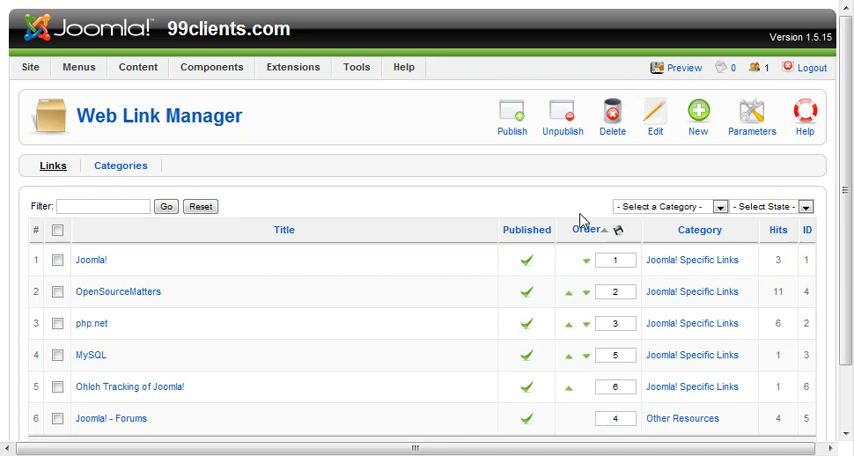 Joomla!™ 99clients.com
Version 1.5.15
Site Menus Content Components Extensions Tools Help Preview 0 1 Logout
Web Link Manager
Publish Unpublish Delete Edit New Parameters Help
Links Categories
Filter: Go Reset - Select a Category - - Select State -
# Title Published Order Category Hits ID
1 Joomla! 1 Joomla! Specific Links 3 1
2 OpenSourceMatters 2 Joomla! Specific Links 11 4
3 php.net 3 Joomla! Specific Links 6 2
4 MySQL 5 Joomla! Specific Links 1 3
5 Ohloh Tracking of Joomla! 6 Joomla! Specific Links 1 6
6 Joomla! - Forums 4 Other Resources 4 5